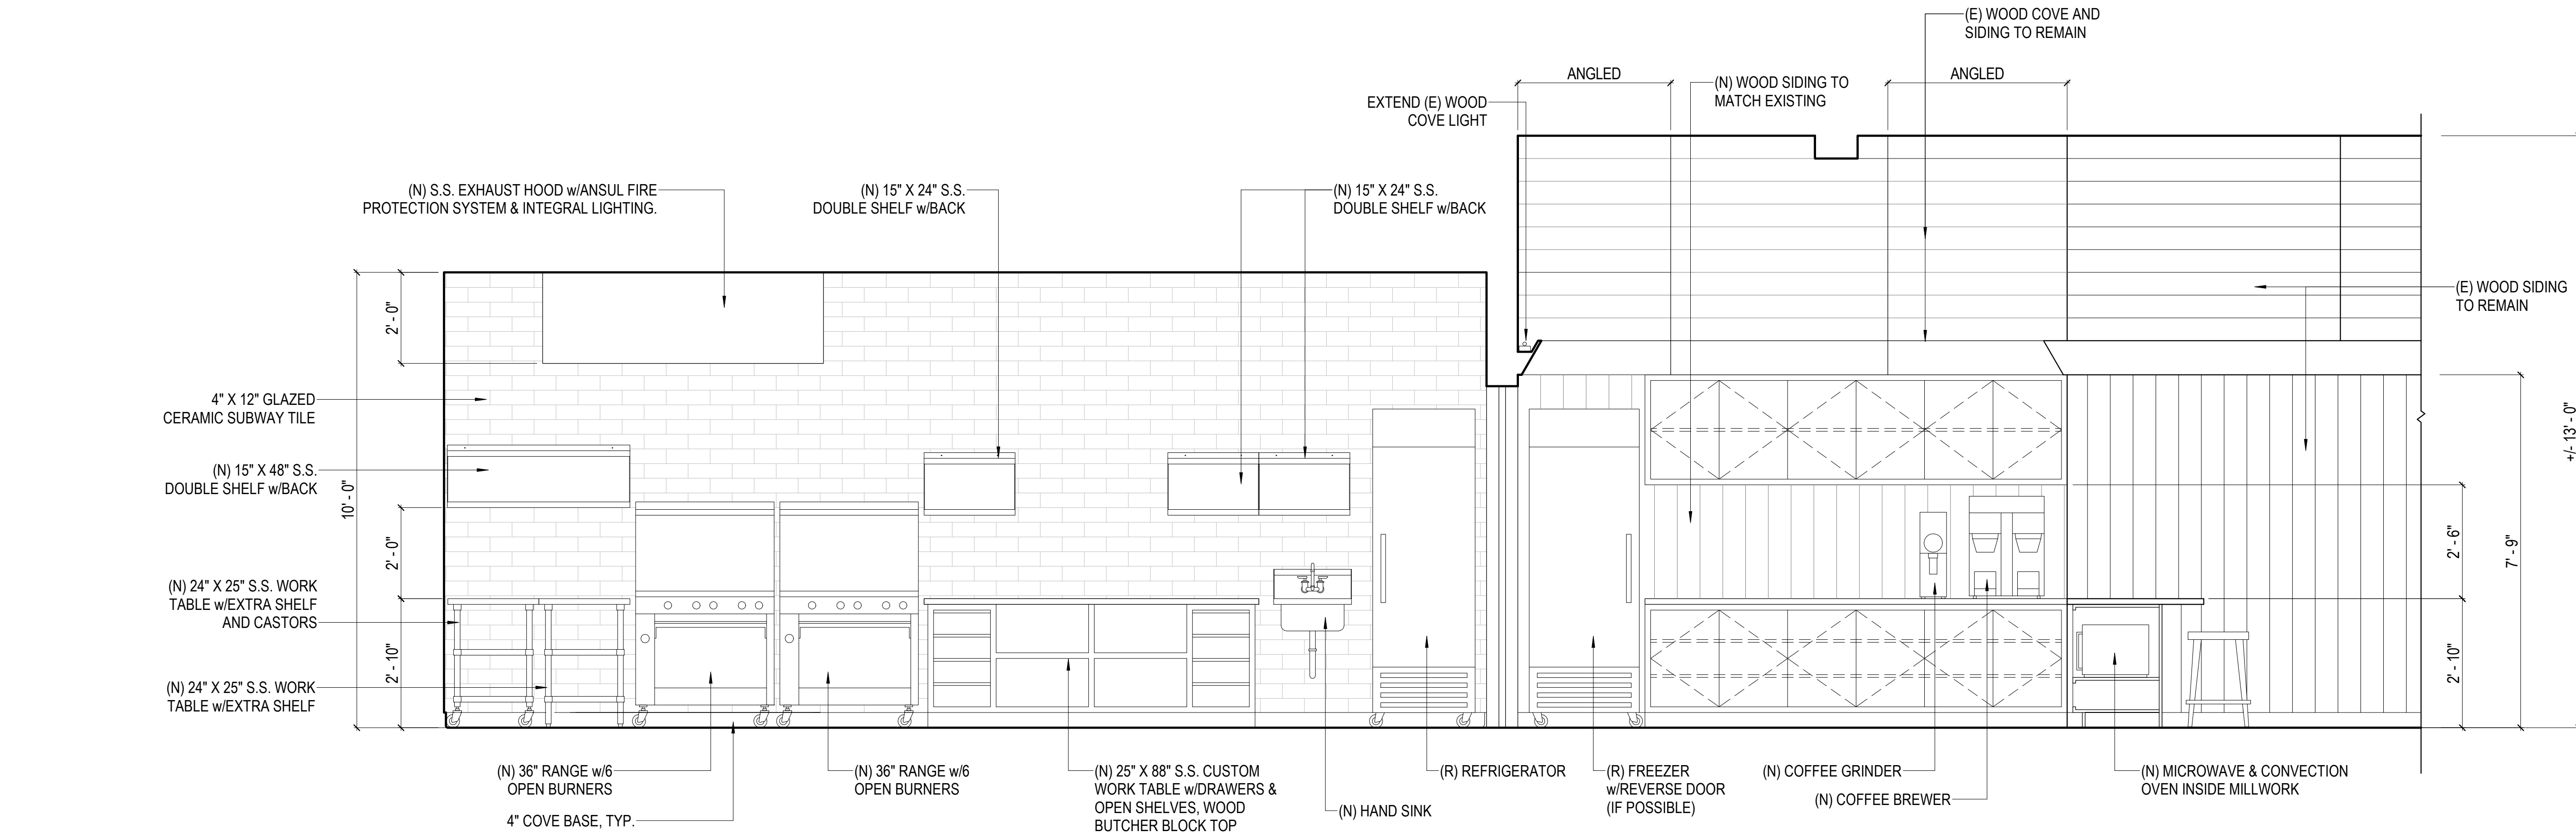 (E) WOOD COVE AND
SIDING TO REMAIN
ANGLED
ANGLED
(N) WOOD SIDING TO
MATCH EXISTING
EXTEND (E) WOOD
COVE LIGHT
(N) S.S. EXHAUST HOOD w/ANSUL FIRE
PROTECTION SYSTEM & INTEGRAL LIGHTING.
(N) 15" X 24" S.S.
DOUBLE SHELF w/BACK
(N) 15" X 24" S.S.
DOUBLE SHELF w/BACK
(E) WOOD SIDING
TO REMAIN
2' - 0"
4" X 12" GLAZED
CERAMIC SUBWAY TILE
+/- 13' - 0"
(N) 15" X 48" S.S.
DOUBLE SHELF w/BACK
10' - 0"
2' - 0"
2' - 6"
7' - 9"
(N) 24" X 25" S.S. WORK
TABLE w/EXTRA SHELF
AND CASTORS
2' - 10"
2' - 10"
(N) 24" X 25" S.S. WORK
TABLE w/EXTRA SHELF
(N) 36" RANGE w/6
OPEN BURNERS
(N) 36" RANGE w/6
OPEN BURNERS
(N) 25" X 88" S.S. CUSTOM
WORK TABLE w/DRAWERS &
OPEN SHELVES, WOOD
BUTCHER BLOCK TOP
(R) REFRIGERATOR
(R) FREEZER
w/REVERSE DOOR
(IF POSSIBLE)
(N) COFFEE GRINDER
(N) MICROWAVE & CONVECTION
OVEN INSIDE MILLWORK
(N) COFFEE BREWER
(N) HAND SINK
4" COVE BASE, TYP.